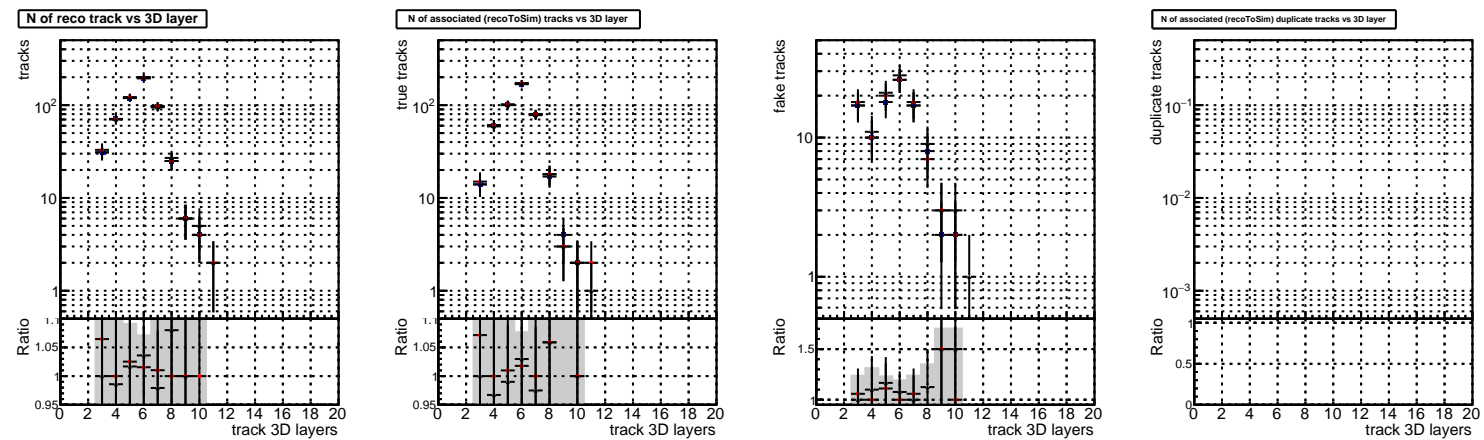 N of reco track vs 3D layer
tracks
10²
10
1
Ratio
1.1
1.05
1
0.95
0 2 4 6 8 10 12 14 16 18 20
track 3D layers
N of associated (recoToSim) tracks vs 3D layer
true tracks
10²
10
1
Ratio
1.1
1.05
1
0.95
0 2 4 6 8 10 12 14 16 18 20
track 3D layers
fake tracks
10
1
Ratio
1.5
1
0 2 4 6 8 10 12 14 16 18 20
track 3D layers
N of associated (recoToSim) duplicate tracks vs 3D layer
duplicate tracks
10⁻¹
10⁻²
10⁻³
Ratio
1
0.5
0
0 2 4 6 8 10 12 14 16 18 20
track 3D layers